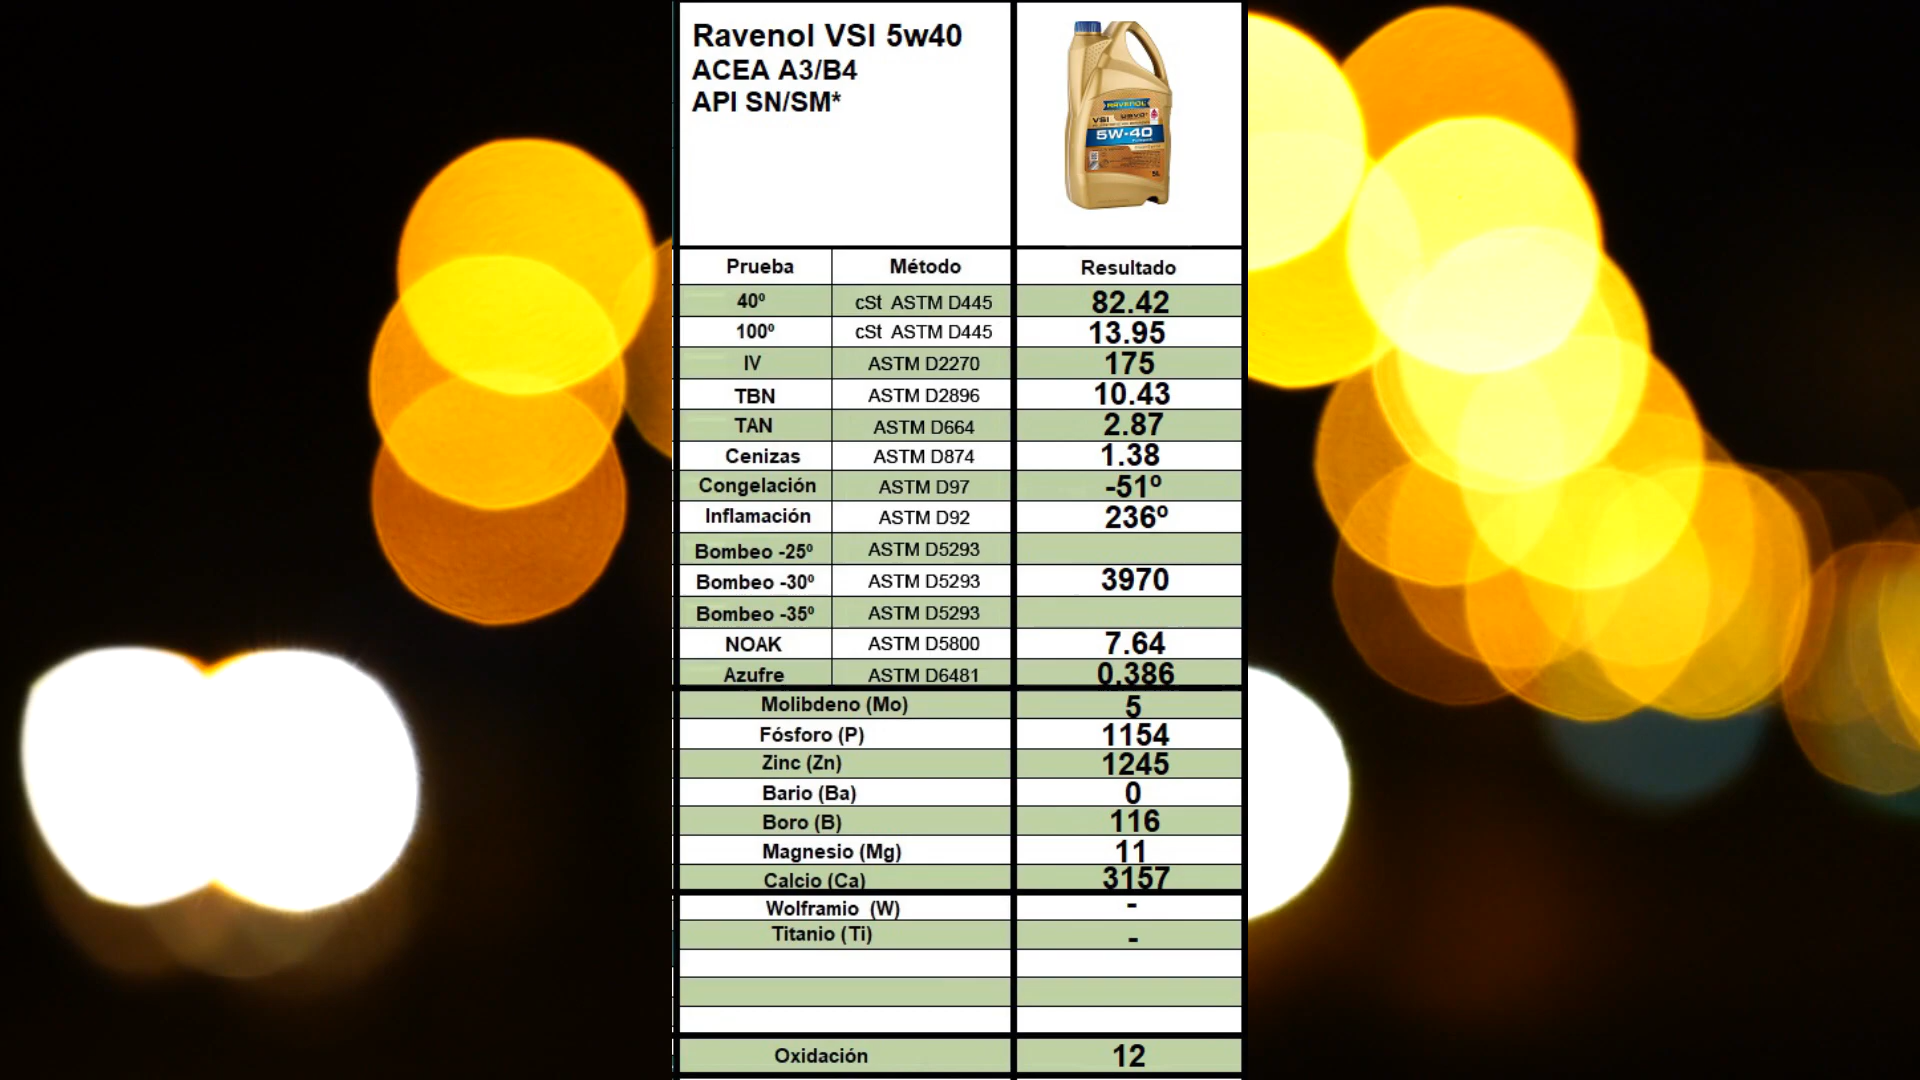 Ravenol VSI 5w40
ACEA A3/B4
API SN/SM*
RAVENOL
VSI
5W-40
5L
Prueba Método Resultado
40º cSt ASTM D445 82.42
100º cSt ASTM D445 13.95
IV ASTM D2270 175
TBN ASTM D2896 10.43
TAN ASTM D664 2.87
Cenizas ASTM D874 1.38
Congelación ASTM D97 -51º
Inflamación ASTM D92 236º
Bombeo -25º ASTM D5293
Bombeo -30º ASTM D5293 3970
Bombeo -35º ASTM D5293
NOAK ASTM D5800 7.64
Azufre ASTM D6481 0.386
Molibdeno (Mo) 5
Fósforo (P) 1154
Zinc (Zn) 1245
Bario (Ba) 0
Boro (B) 116
Magnesio (Mg) 11
Calcio (Ca) 3157
Wolframio (W) -
Titanio (Ti) -
Oxidación 12